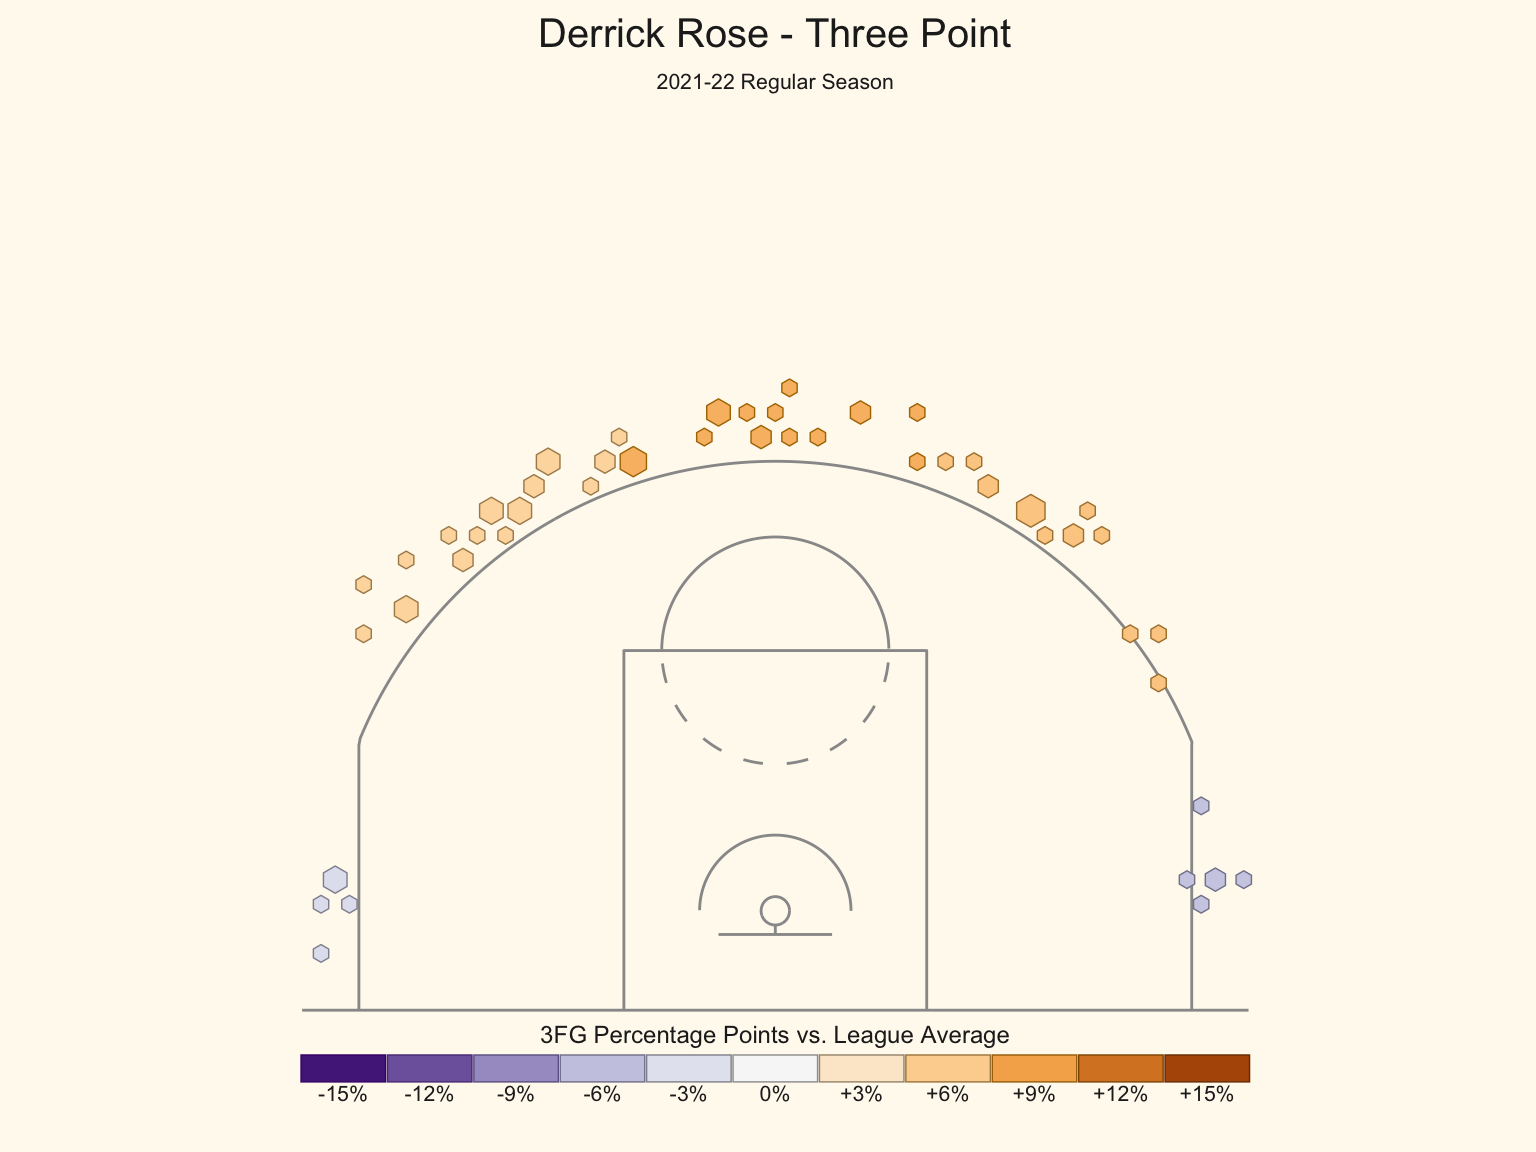 Derrick Rose - Three Point
2021-22 Regular Season
3FG Percentage Points vs. League Average
-15% -12% -9% -6% -3% 0% +3% +6% +9% +12% +15%